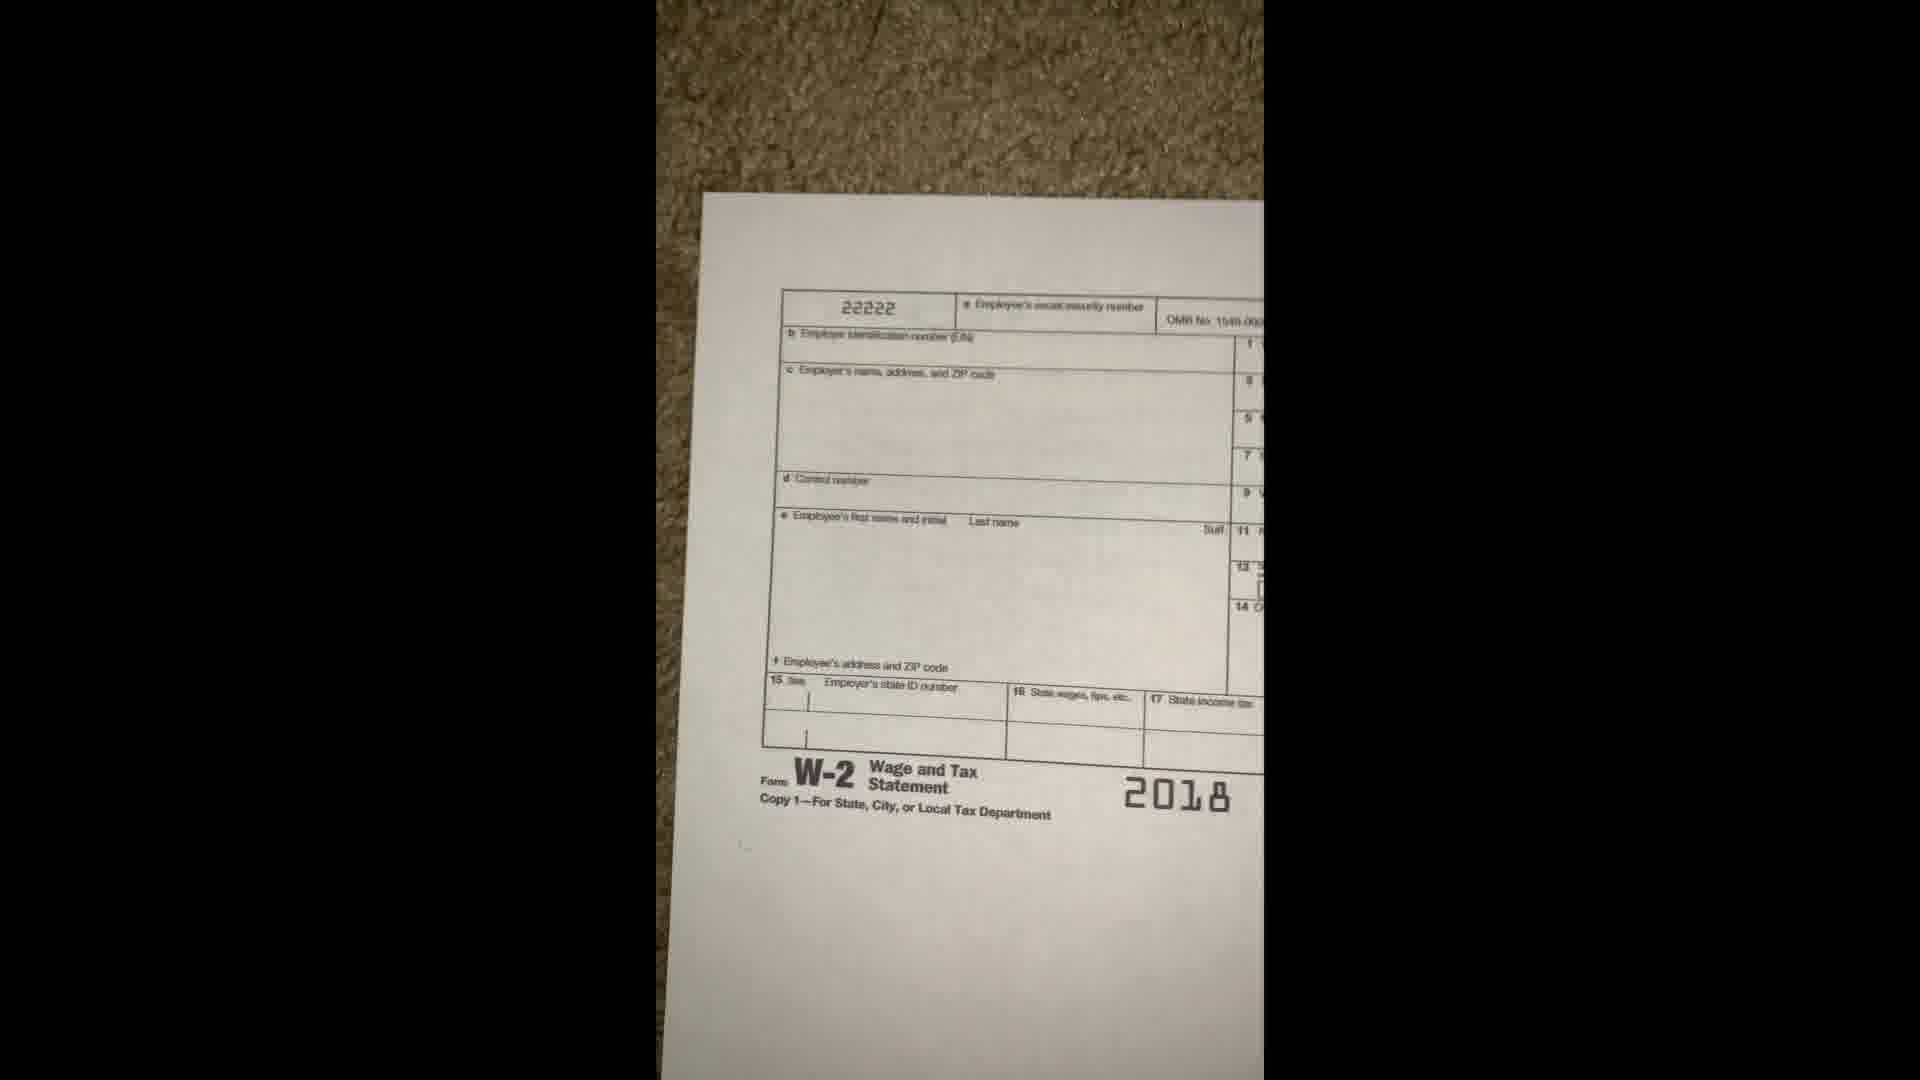 22222
a Employee's social security number
OMB No. 1545-000
b Employer identification number (EIN)
1
c Employer's name, address, and ZIP code
3
5
7
d Control number
9
e Employee's first name and initial Last name Suff.
11
13
14
f Employee's address and ZIP code
15 State Employer's state ID number 16 State wages, tips, etc. 17 State income tax
Form W-2 Wage and Tax
Statement
2018
Copy 1—For State, City, or Local Tax Department